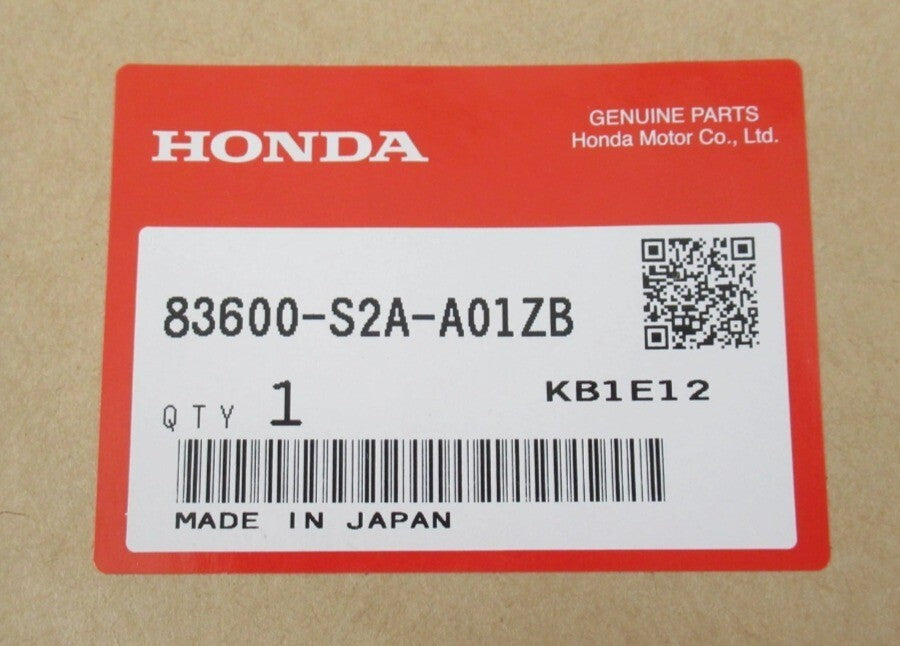 HONDA
GENUINE PARTS
Honda Motor Co., Ltd.
83600-S2A-A01ZB
QTY 1
KB1E12
MADE IN JAPAN